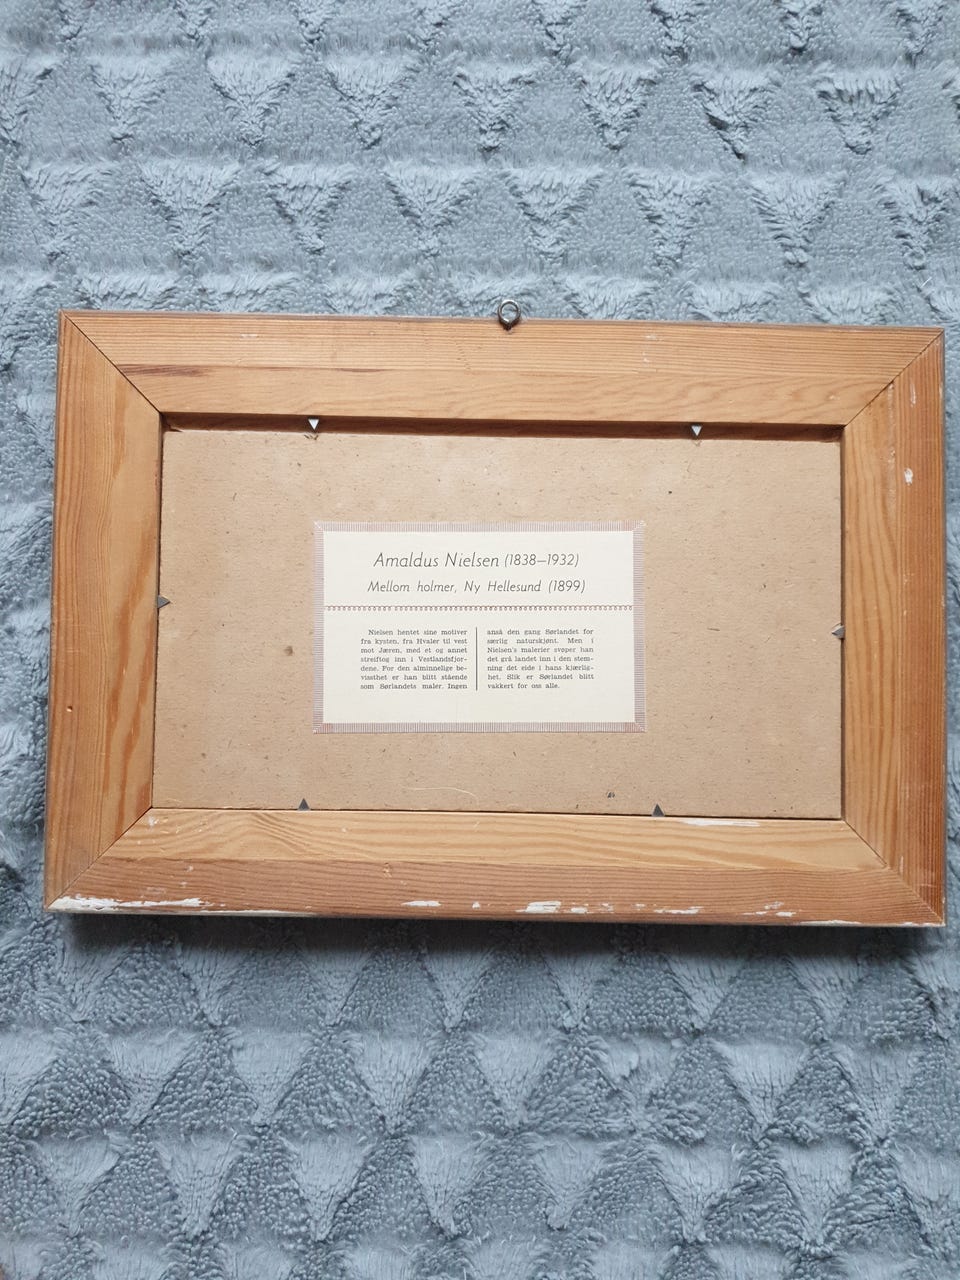 Amaldus Nielsen (1838—1932)
Mellom holmer, Ny Hellesund (1899)
Nielsen hentet sine motiver
fra kysten, fra Hvaler til vest
mot Jæren, med et og annet
streiftog inn i Vestlandsfjor-
dene. For den alminnelige be-
vissthet er han blitt stående
som Sørlandets maler. Ingen
anså den gang Sørlandet for
særlig naturskjønt. Men i
Nielsen's malerier svøper han
det grå landet inn i den stem-
ning det eide i hans kjærlig-
het. Slik er Sørlandet blitt
vakkert for oss alle.